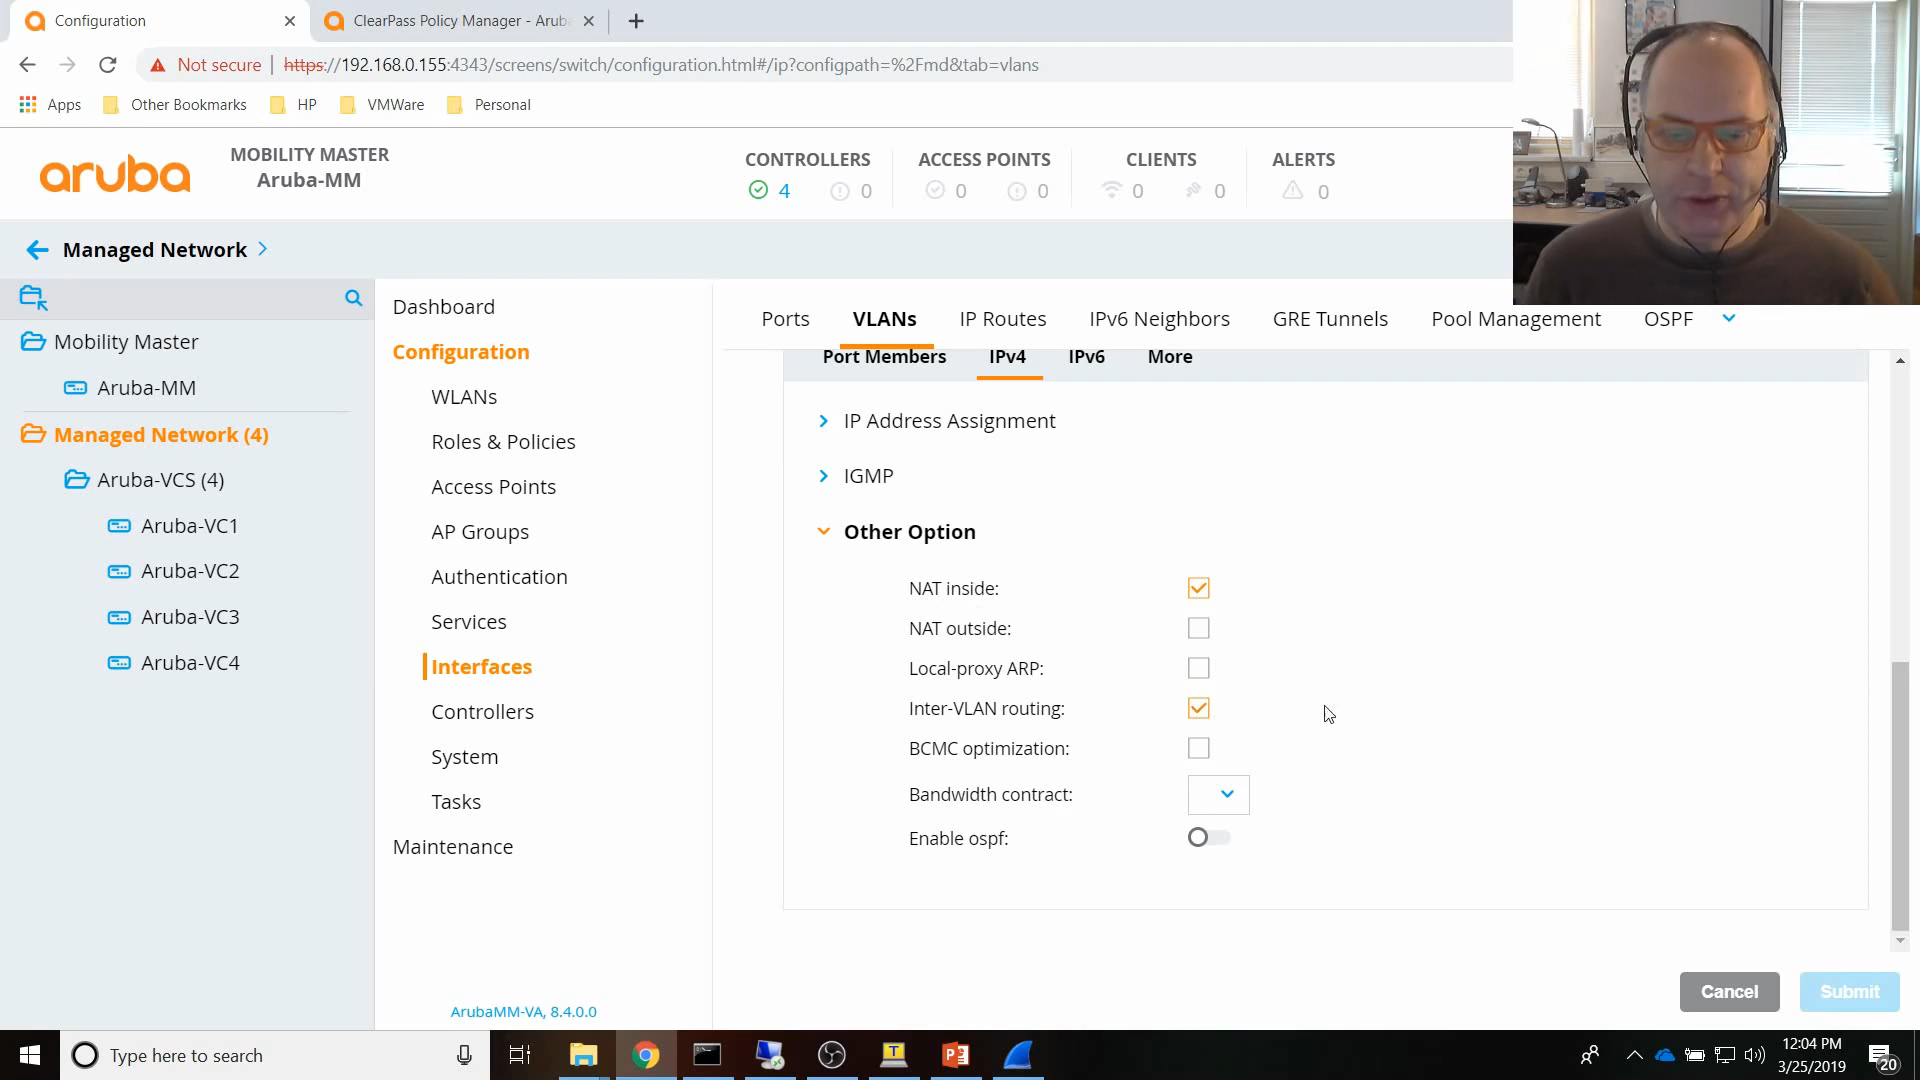 Configuration
ClearPass Policy Manager - Arub
Not secure | https://192.168.0.155:4343/screens/switch/configuration.html#/ip?configpath=%2Fmd&tab=vlans
Apps Other Bookmarks HP VMWare Personal
aruba
MOBILITY MASTER
Aruba-MM
CONTROLLERS
4 0
ACCESS POINTS
0 0
CLIENTS
0 0
ALERTS
0
Managed Network
Mobility Master
Aruba-MM
Managed Network (4)
Aruba-VCS (4)
Aruba-VC1
Aruba-VC2
Aruba-VC3
Aruba-VC4
Dashboard
Configuration
WLANs
Roles & Policies
Access Points
AP Groups
Authentication
Services
Interfaces
Controllers
System
Tasks
Maintenance
ArubaMM-VA, 8.4.0.0
Ports VLANs IP Routes IPv6 Neighbors GRE Tunnels Pool Management OSPF
Port Members IPv4 IPv6 More
IP Address Assignment
IGMP
Other Option
NAT inside:
NAT outside:
Local-proxy ARP:
Inter-VLAN routing:
BCMC optimization:
Bandwidth contract:
Enable ospf:
Cancel Submit
Type here to search
12:04 PM
3/25/2019
20